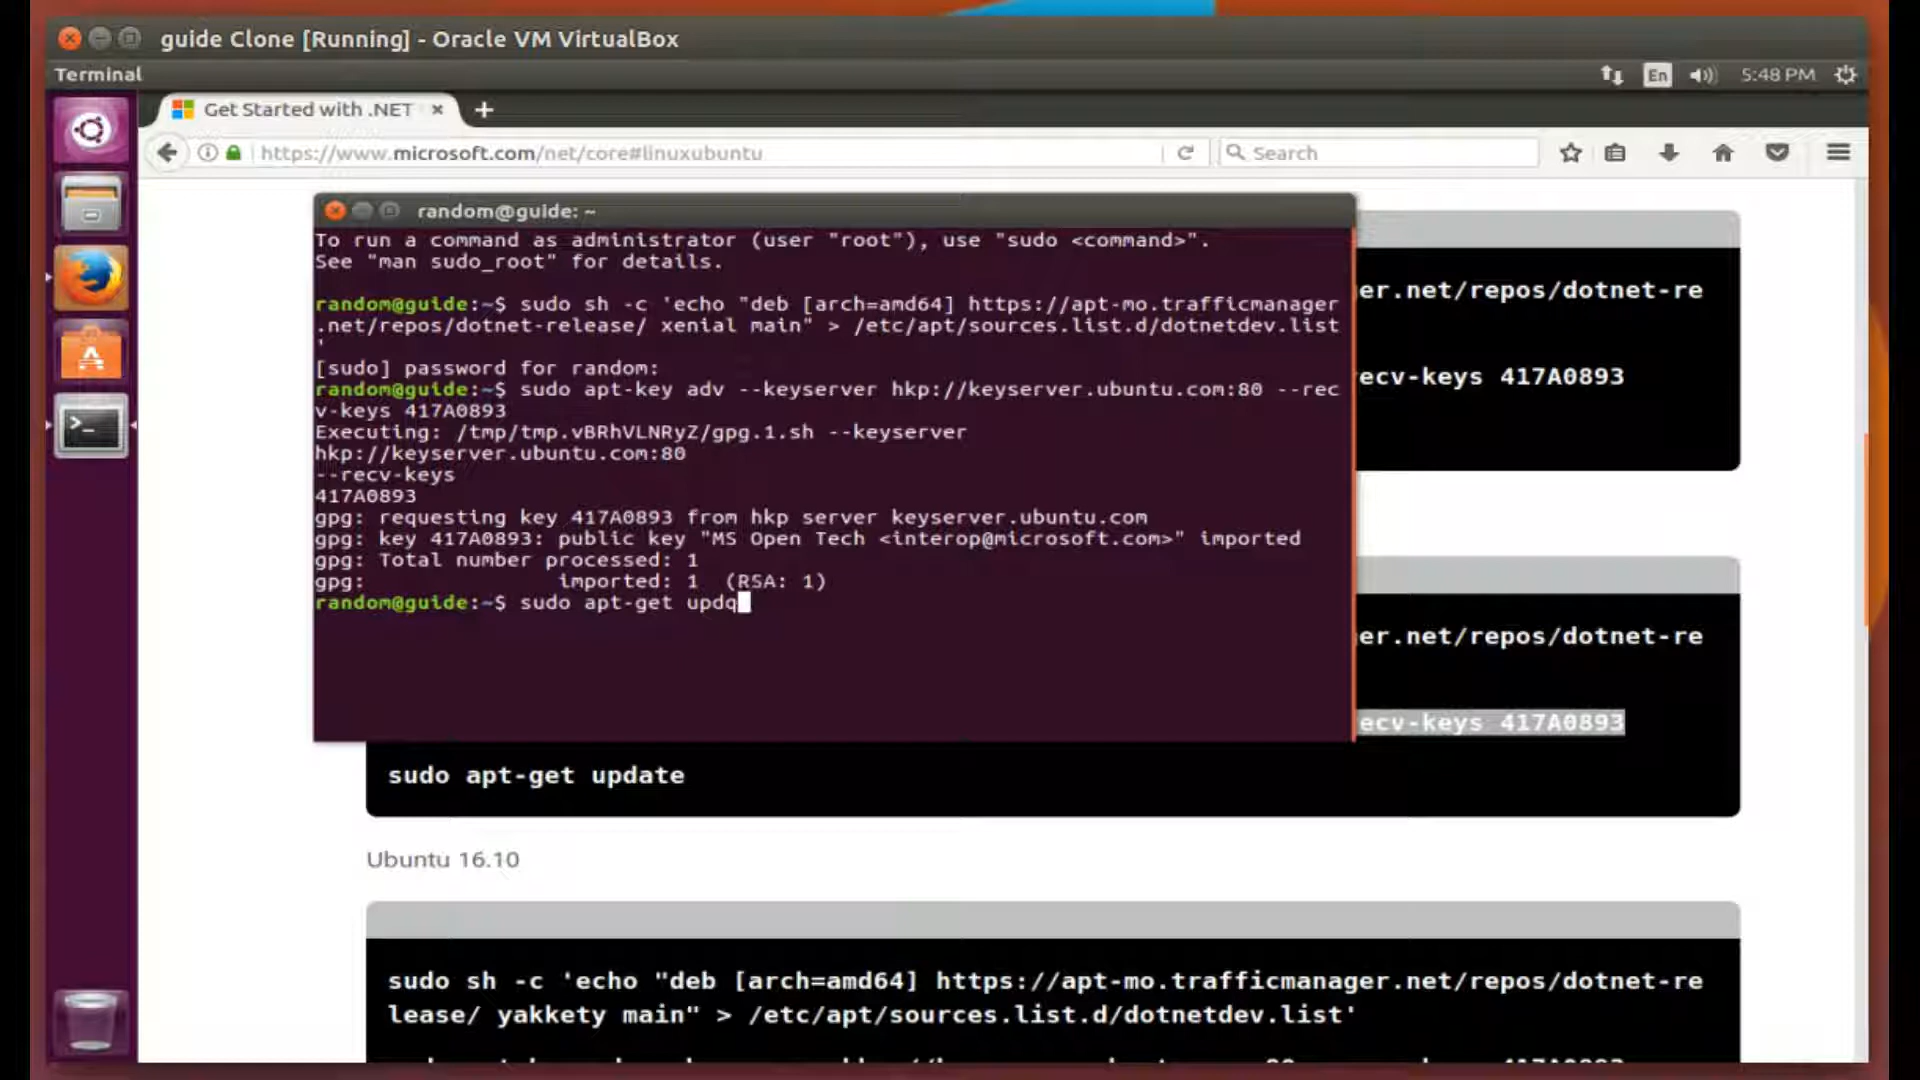 guide Clone [Running] - Oracle VM VirtualBox
Terminal
En
5:48 PM
Get Started with .NET
https://www.microsoft.com/net/core#linuxubuntu
Search
random@guide: ~
To run a command as administrator (user "root"), use "sudo <command>".
See "man sudo_root" for details.
random@guide:~$ sudo sh -c 'echo "deb [arch=amd64] https://apt-mo.trafficmanager
.net/repos/dotnet-release/ xenial main" > /etc/apt/sources.list.d/dotnetdev.list
'
[sudo] password for random:
random@guide:~$ sudo apt-key adv --keyserver hkp://keyserver.ubuntu.com:80 --rec
v-keys 417A0893
Executing: /tmp/tmp.vBRhVLNRyZ/gpg.1.sh --keyserver
hkp://keyserver.ubuntu.com:80
--recv-keys
417A0893
gpg: requesting key 417A0893 from hkp server keyserver.ubuntu.com
gpg: key 417A0893: public key "MS Open Tech <interop@microsoft.com>" imported
gpg: Total number processed: 1
gpg: imported: 1 (RSA: 1)
random@guide:~$ sudo apt-get updq
er.net/repos/dotnet-re
ecv-keys 417A0893
er.net/repos/dotnet-re
ecv-keys 417A0893
sudo apt-get update
Ubuntu 16.10
sudo sh -c 'echo "deb [arch=amd64] https://apt-mo.trafficmanager.net/repos/dotnet-re
lease/ yakkety main" > /etc/apt/sources.list.d/dotnetdev.list'